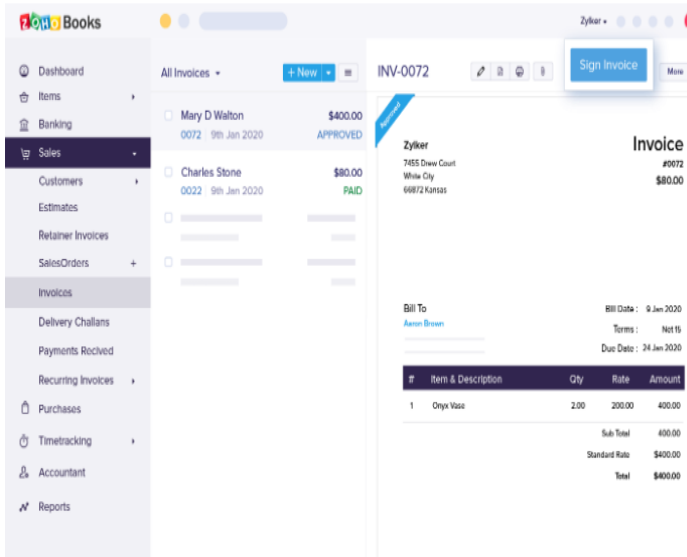 ZOHO Books
Zylker
Dashboard
Items
Banking
Sales
Customers
Estimates
Retainer Invoices
SalesOrders +
Invoices
Delivery Challans
Payments Recived
Recurring Invoices
Purchases
Timetracking
Accountant
Reports
All Invoices
+ New
Mary D Walton $400.00
0072 9th Jan 2020 APPROVED
Charles Stone $80.00
0022 9th Jan 2020 PAID
INV-0072
Sign Invoice
More
Approved
Zylker
7455 Drew Court
White City
66872 Kansas
Invoice
#0072
$80.00
Bill To
Aaron Brown
Bill Date : 9 Jan 2020
Terms : Net 15
Due Date : 24 Jan 2020
# Item & Description Qty Rate Amount
1 Onyx Vase 2.00 200.00 400.00
Sub Total 400.00
Standard Rate $400.00
Total $400.00